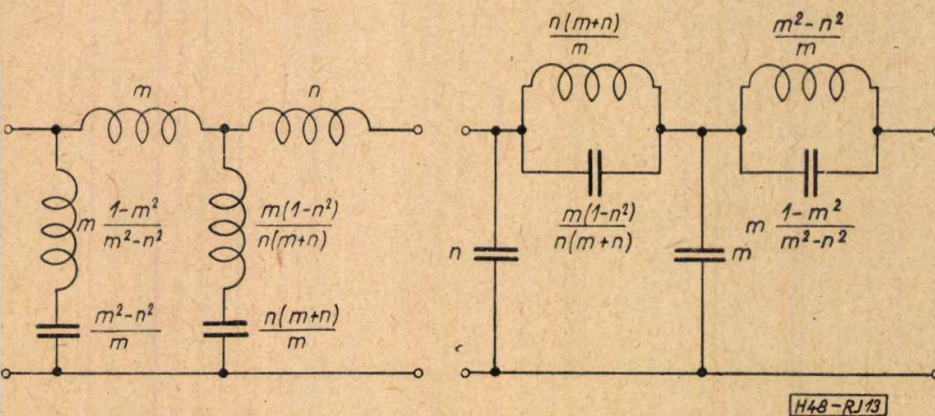 m
n
m (1-m²)/(m²-n²)
m(1-n²)/n(m+n)
(m²-n²)/m
n(m+n)/m
n(m+n)/m
(m²-n²)/m
m(1-n²)/n(m+n)
m (1-m²)/(m²-n²)
n
m
H48-RJ13